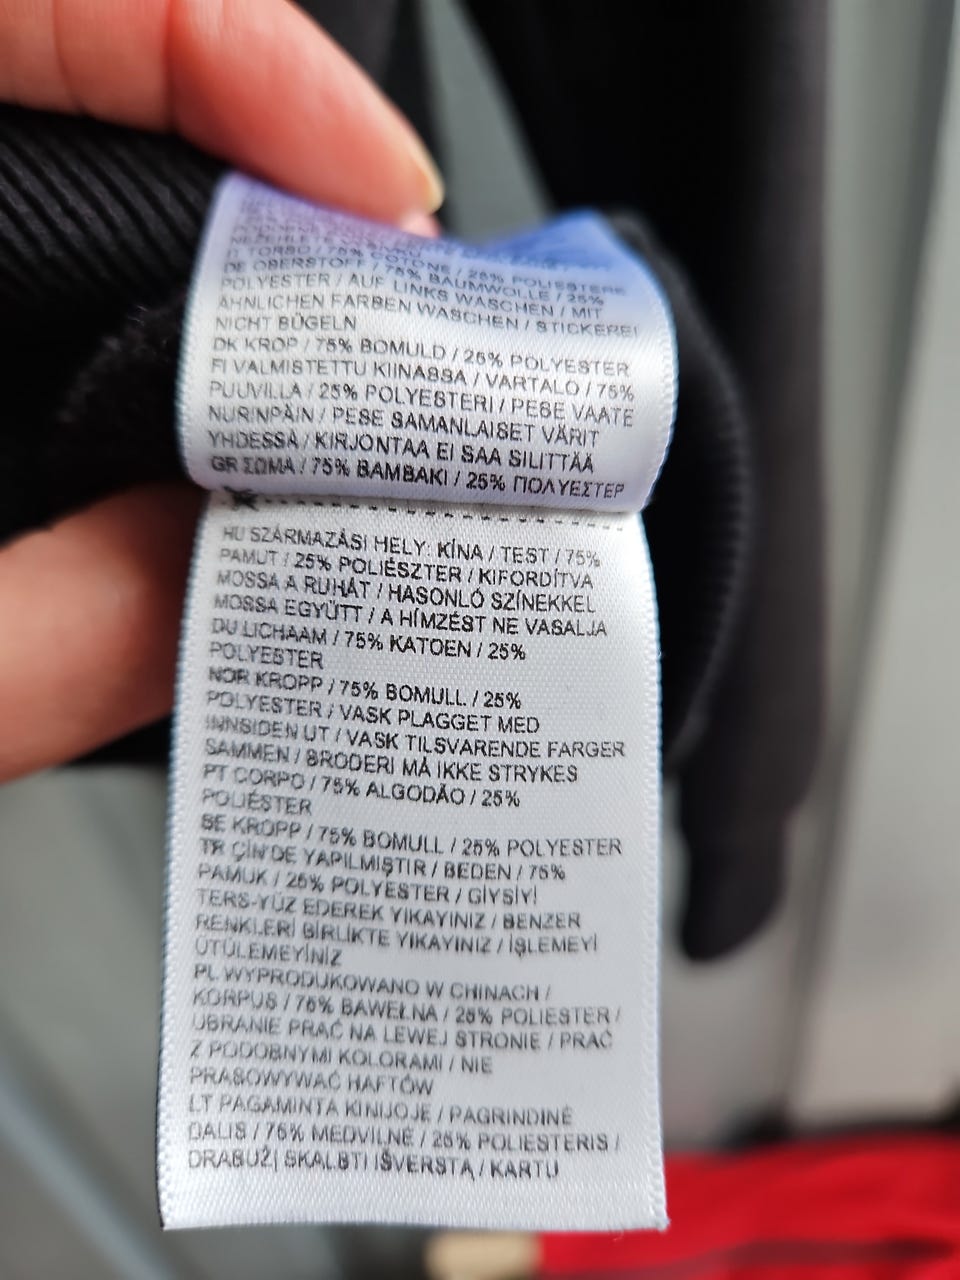 IT TORSO / 75% COTONE / 25% POLIESTERE
DE OBERSTOFF / 75% BAUMWOLLE / 25%
POLYESTER / AUF LINKS WASCHEN / MIT
ÄHNLICHEN FARBEN WASCHEN / STICKEREI
NICHT BÜGELN
DK KROP / 75% BOMULD / 25% POLYESTER
FI VALMISTETTU KIINASSA / VARTALO / 75%
PUUVILLA / 25% POLYESTERI / PESE VAATE
NURINPÄIN / PESE SAMANLAISET VÄRIT
YHDESSÄ / KIRJONTAA EI SAA SILITTÄÄ
GR ΣΩMA / 75% BAMBAKI / 25% ΠΟΛΥΕΣΤΕΡ
HU SZÁRMAZÁSI HELY: KÍNA / TEST / 75%
PAMUT / 25% POLIÉSZTER / KIFORDÍTVA
MOSSA A RUHÁT / HASONLÓ SZÍNEKKEL
MOSSA EGYÜTT / A HÍMZÉST NE VASALJA
DU LICHAAM / 75% KATOEN / 25%
POLYESTER
NOR KROPP / 75% BOMULL / 25%
POLYESTER / VASK PLAGGET MED
INNSIDEN UT / VASK TILSVARENDE FARGER
SAMMEN / BRODERI MÅ IKKE STRYKES
PT CORPO / 75% ALGODÃO / 25%
POLIÉSTER
SE KROPP / 75% BOMULL / 25% POLYESTER
TR ÇİN'DE YAPILMIŞTIR / BEDEN / 75%
PAMUK / 25% POLYESTER / GİYSİYİ
TERS-YÜZ EDEREK YIKAYINIZ / BENZER
RENKLERİ BİRLİKTE YIKAYINIZ / İŞLEMEYİ
ÜTÜLEMEYİNİZ
PL WYPRODUKOWANO W CHINACH /
KORPUS / 75% BAWEŁNA / 25% POLIESTER /
UBRANIE PRAĆ NA LEWEJ STRONIE / PRAĆ
Z PODOBNYMI KOLORAMI / NIE
PRASOWYWAĆ HAFTÓW
LT PAGAMINTA KINIJOJE / PAGRINDINĖ
DALIS / 75% MEDVILNĖ / 25% POLIESTERIS /
DRABUŽĮ SKALBTI IŠVERSTĄ / KARTU